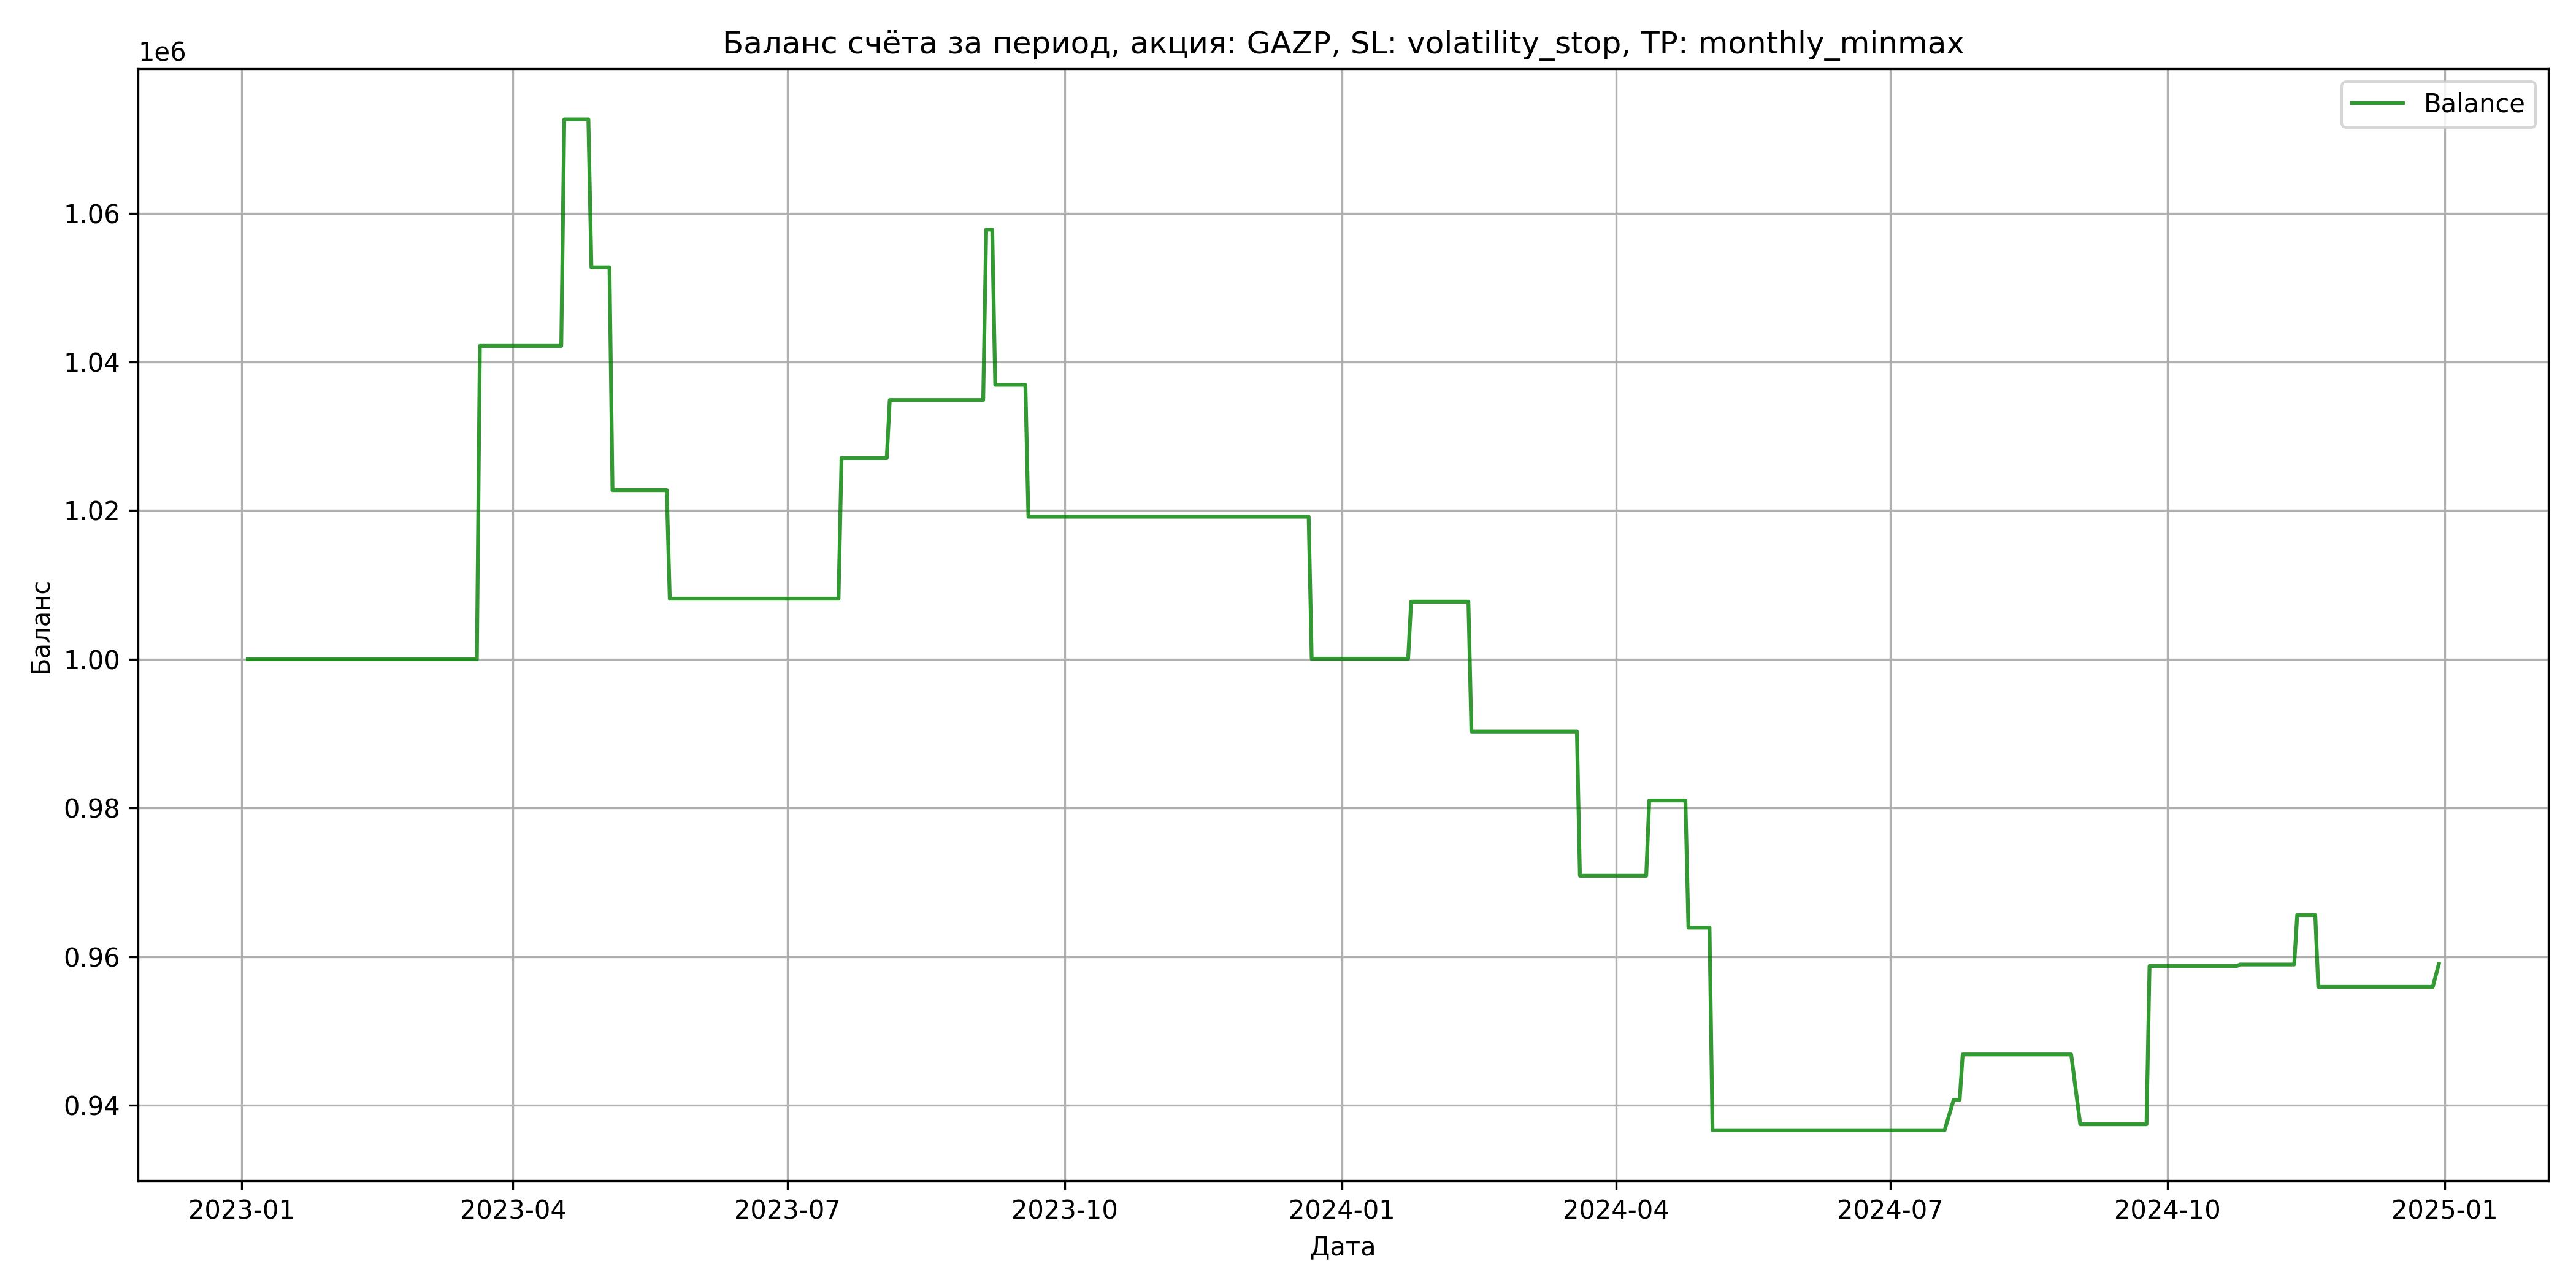 Баланс счёта за период, акция: GAZP, SL: volatility_stop, TP: monthly_minmax
1e6
Balance
1.06
1.04
1.02
1.00
0.98
0.96
0.94
Баланс
2023-01 2023-04 2023-07 2023-10 2024-01 2024-04 2024-07 2024-10 2025-01
Дата